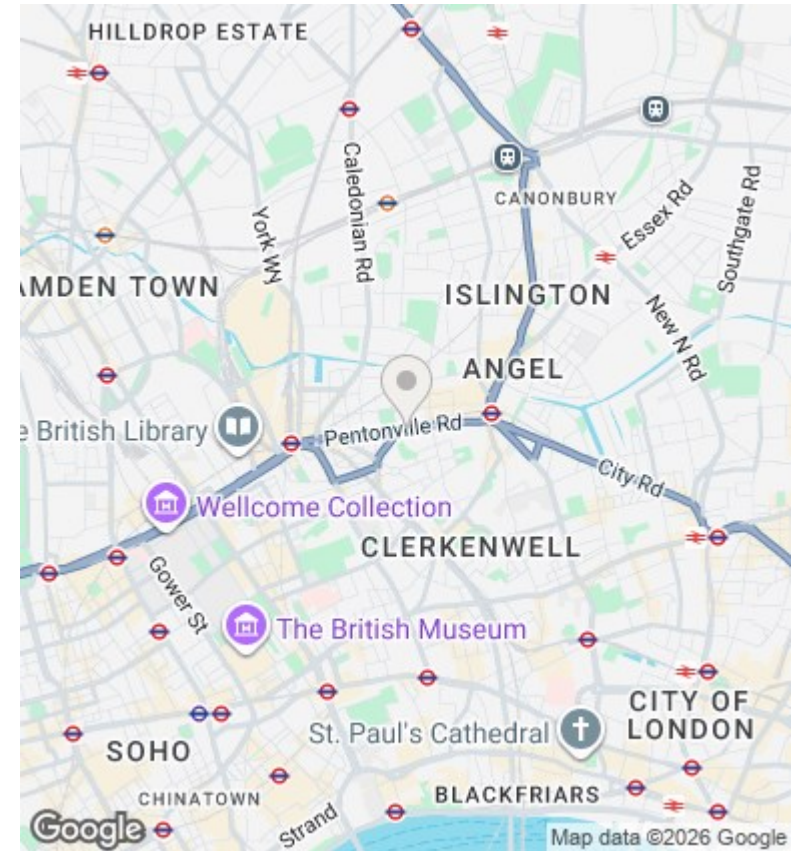 HILLDROP ESTATE
Caledonian Rd
York Wy
CANONBURY
Essex Rd
Southgate Rd
AMDEN TOWN
ISLINGTON
New N Rd
ANGEL
e British Library
Pentonville Rd
City Rd
Wellcome Collection
CLERKENWELL
Gower St
The British Museum
CITY OF
LONDON
St. Paul's Cathedral
SOHO
CHINATOWN
BLACKFRIARS
Strand
Google
Map data ©2026 Google